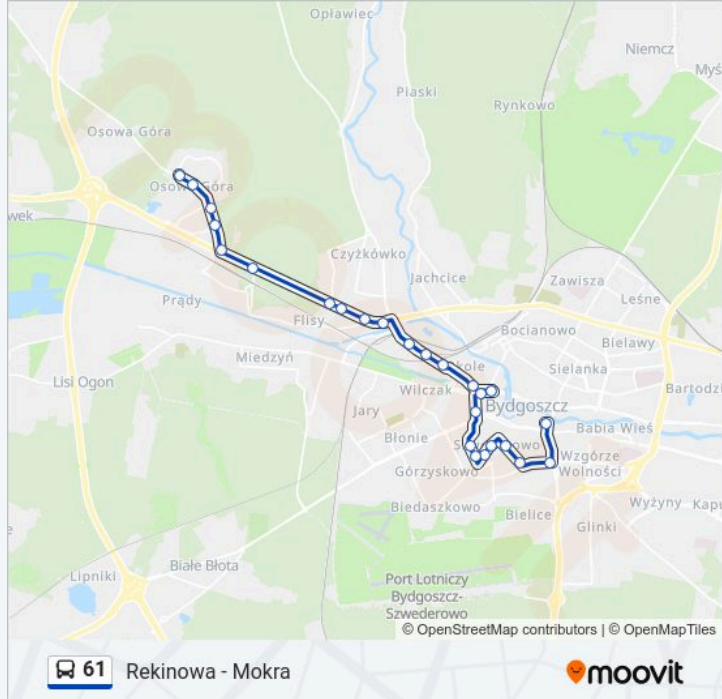 Opławiec
Niemcz
Myś
Piaski
Rynkowo
Osowa Góra
Osowa Góra
wek
Czyżkówko
Jachcice
Zawisza
Leśne
Prądy
Flisy
Bocianowo
Bielawy
Miedzyń
Sielanka
Lisi Ogon
Wilczak
Bartodzi
Jary
Bydgoszcz
Błonie
Babia Wieś
Górzyskowo
Wzgórze
Wolności
Biedaszkowo
Bielice
Wyżyny
Kapu
Glinki
Białe Błota
Lipniki
Port Lotniczy
Bydgoszcz-
Szwederowo
© OpenStreetMap contributors | © OpenMapTiles
61 Rekinowa - Mokra
moovit